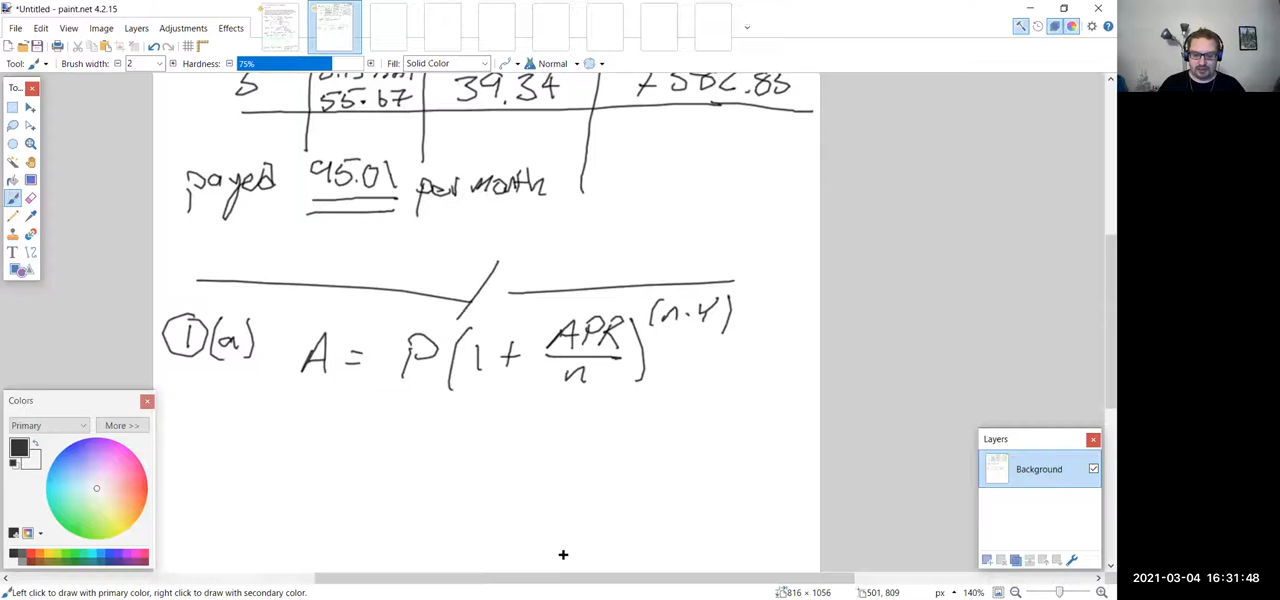 *Untitled - paint.net 4.2.15
File Edit View Image Layers Adjustments Effects
Tool: Brush width: 2 Hardness: 75% Fill: Solid Color Normal
To...
5 55.67 39.34 7582.85
payed 95.01 per month
①(a) A = P(1 + APR/n)^(n·Y)
Colors
Primary More >>
Layers
Background
2021-03-04 16:31:48
Left click to draw with primary color, right click to draw with secondary color. 816 x 1056 501, 809 px 140%